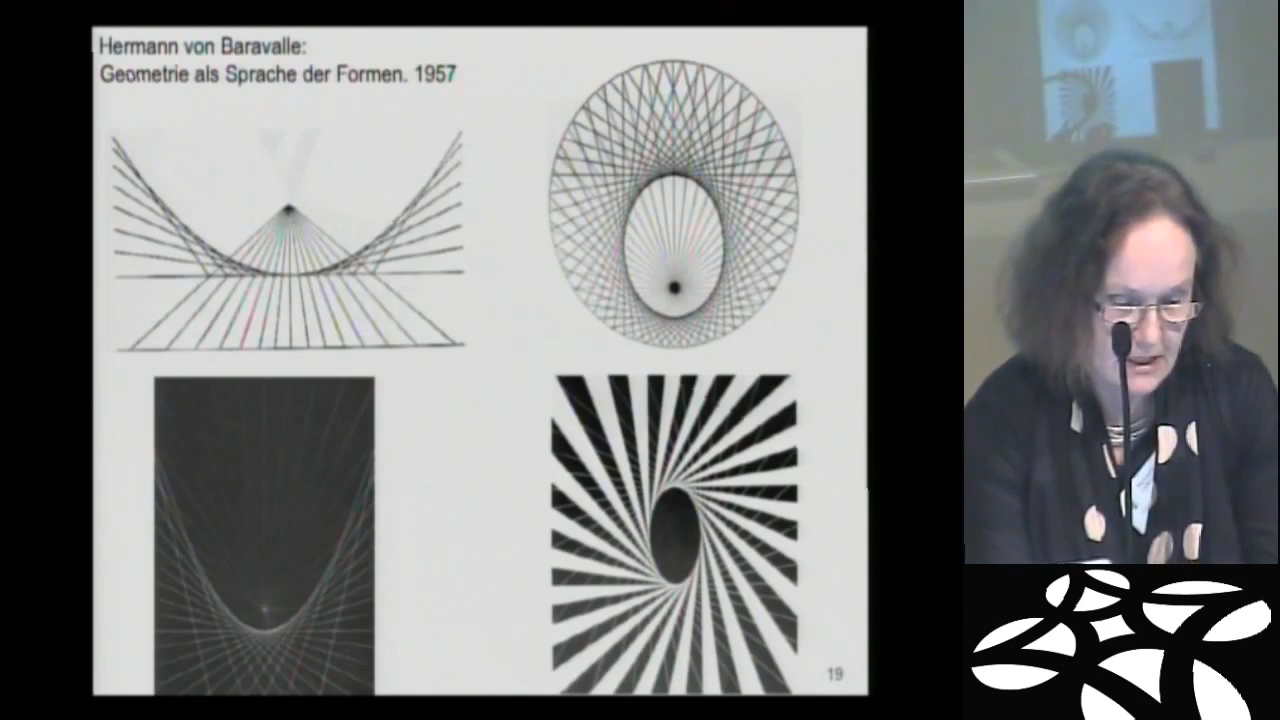 Hermann von Baravalle:
Geometrie als Sprache der Formen. 1957
19